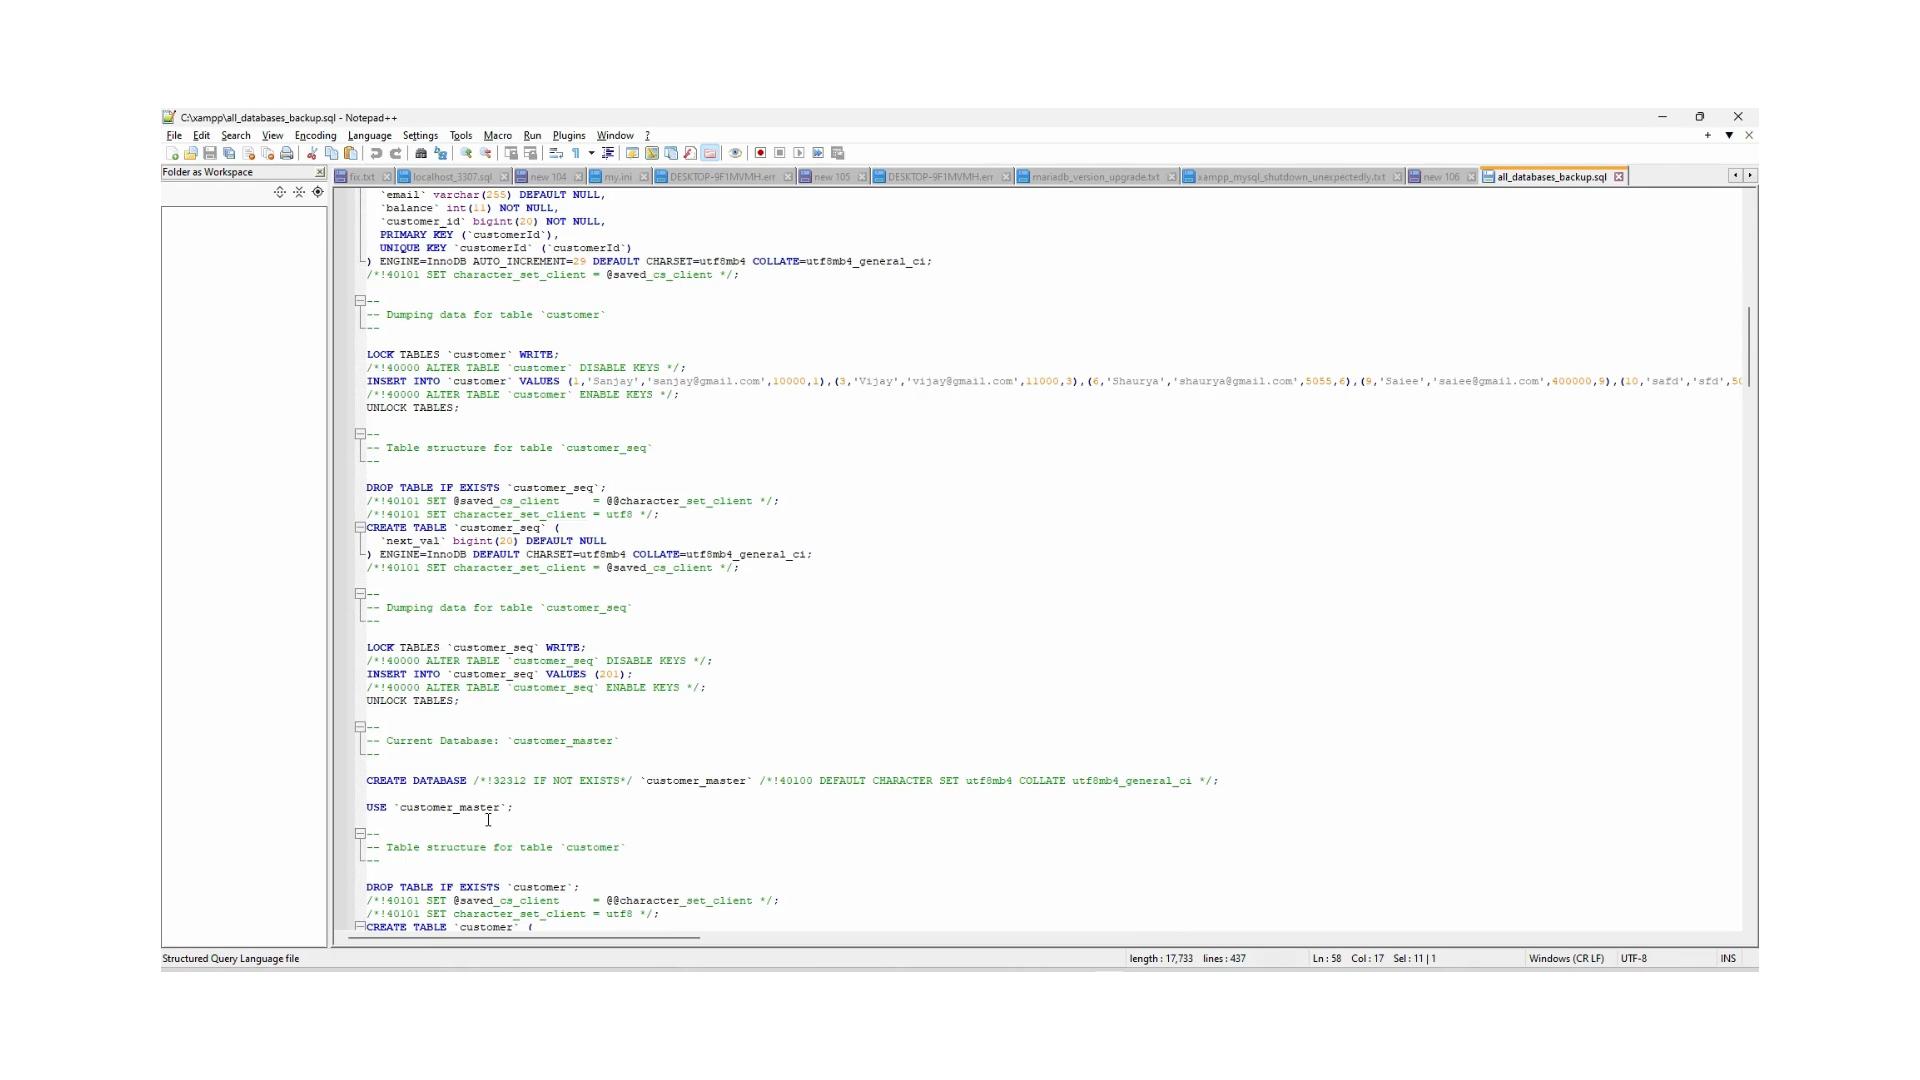 C:\xampp\all_databases_backup.sql - Notepad++
File Edit Search View Encoding Language Settings Tools Macro Run Plugins Window ?
Folder as Workspace
fix.txt localhost_3307.sql new 104 my.ini DESKTOP-9F1MVMH.err new 105 DESKTOP-9F1MVMH.err mariadb_version_upgrade.txt xampp_mysql_shutdown_unexpectedly.txt new 106 all_databases_backup.sql
`email` varchar(255) DEFAULT NULL,
`balance` int(11) NOT NULL,
`customer_id` bigint(20) NOT NULL,
PRIMARY KEY (`customerId`),
UNIQUE KEY `customerId` (`customerId`)
) ENGINE=InnoDB AUTO_INCREMENT=29 DEFAULT CHARSET=utf8mb4 COLLATE=utf8mb4_general_ci;
/*!40101 SET character_set_client = @saved_cs_client */;
--
-- Dumping data for table `customer`
--
LOCK TABLES `customer` WRITE;
/*!40000 ALTER TABLE `customer` DISABLE KEYS */;
INSERT INTO `customer` VALUES (1,'Sanjay','sanjay@gmail.com',10000,1),(3,'Vijay','vijay@gmail.com',11000,3),(6,'Shaurya','shaurya@gmail.com',5055,6),(9,'Saiee','saiee@gmail.com',400000,9),(10,'safd','sfd',50
/*!40000 ALTER TABLE `customer` ENABLE KEYS */;
UNLOCK TABLES;
--
-- Table structure for table `customer_seq`
--
DROP TABLE IF EXISTS `customer_seq`;
/*!40101 SET @saved_cs_client     = @@character_set_client */;
/*!40101 SET character_set_client = utf8 */;
CREATE TABLE `customer_seq` (
`next_val` bigint(20) DEFAULT NULL
) ENGINE=InnoDB DEFAULT CHARSET=utf8mb4 COLLATE=utf8mb4_general_ci;
/*!40101 SET character_set_client = @saved_cs_client */;
--
-- Dumping data for table `customer_seq`
--
LOCK TABLES `customer_seq` WRITE;
/*!40000 ALTER TABLE `customer_seq` DISABLE KEYS */;
INSERT INTO `customer_seq` VALUES (201);
/*!40000 ALTER TABLE `customer_seq` ENABLE KEYS */;
UNLOCK TABLES;
--
-- Current Database: `customer_master`
--
CREATE DATABASE /*!32312 IF NOT EXISTS*/ `customer_master` /*!40100 DEFAULT CHARACTER SET utf8mb4 COLLATE utf8mb4_general_ci */;
USE `customer_master`;
--
-- Table structure for table `customer`
--
DROP TABLE IF EXISTS `customer`;
/*!40101 SET @saved_cs_client     = @@character_set_client */;
/*!40101 SET character_set_client = utf8 */;
CREATE TABLE `customer` (
Structured Query Language file length : 17,733 lines : 437 Ln : 58 Col : 17 Sel : 11 | 1 Windows (CR LF) UTF-8 INS